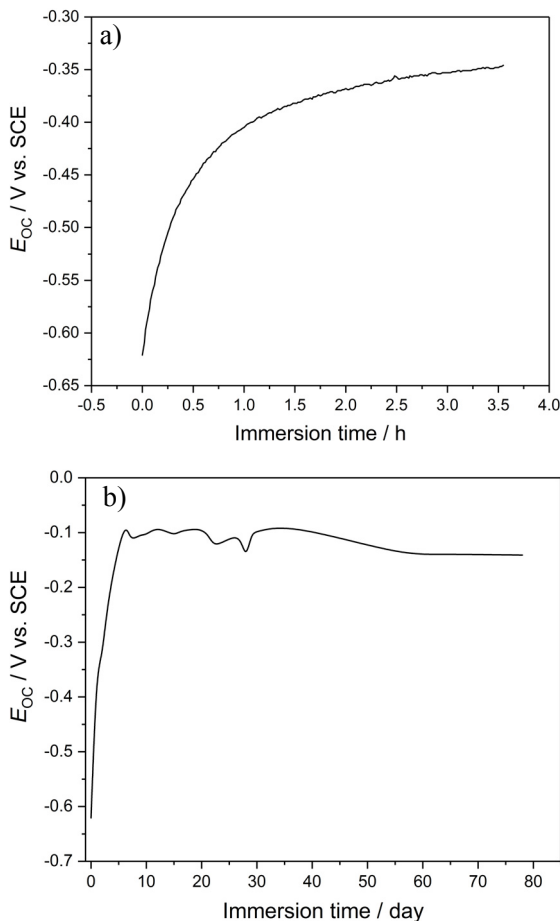 a)
-0.30
-0.35
-0.40
-0.45
-0.50
-0.55
-0.60
-0.65
E_OC / V vs. SCE
-0.5 0.0 0.5 1.0 1.5 2.0 2.5 3.0 3.5 4.0
Immersion time / h
b)
0.0
-0.1
-0.2
-0.3
-0.4
-0.5
-0.6
-0.7
E_OC / V vs. SCE
0 10 20 30 40 50 60 70 80
Immersion time / day